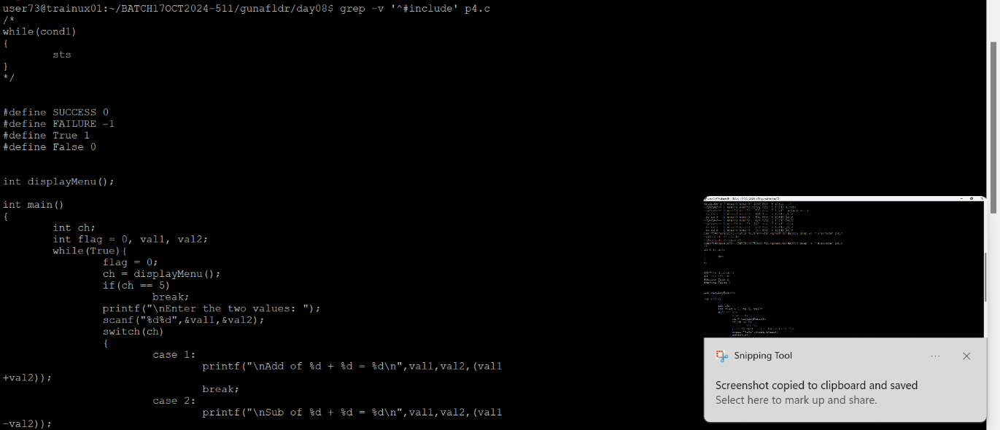 user73@trainux01:~/BATCH17OCT2024-511/gunafldr/day08$ grep -v '^#include' p4.c
/*
while(cond1)
{
        sts
}
*/
#define SUCCESS 0
#define FAILURE -1
#define True 1
#define False 0
int displayMenu();
int main()
{
        int ch;
        int flag = 0, val1, val2;
        while(True){
                flag = 0;
                ch = displayMenu();
                if(ch == 5)
                        break;
                printf("\nEnter the two values: ");
                scanf("%d%d",&val1,&val2);
                switch(ch)
                {
                        case 1:
                                printf("\nAdd of %d + %d = %d\n",val1,val2,(val1
+val2));
                                break;
                        case 2:
                                printf("\nSub of %d + %d = %d\n",val1,val2,(val1
-val2));
Snipping Tool
Screenshot copied to clipboard and saved
Select here to mark up and share.